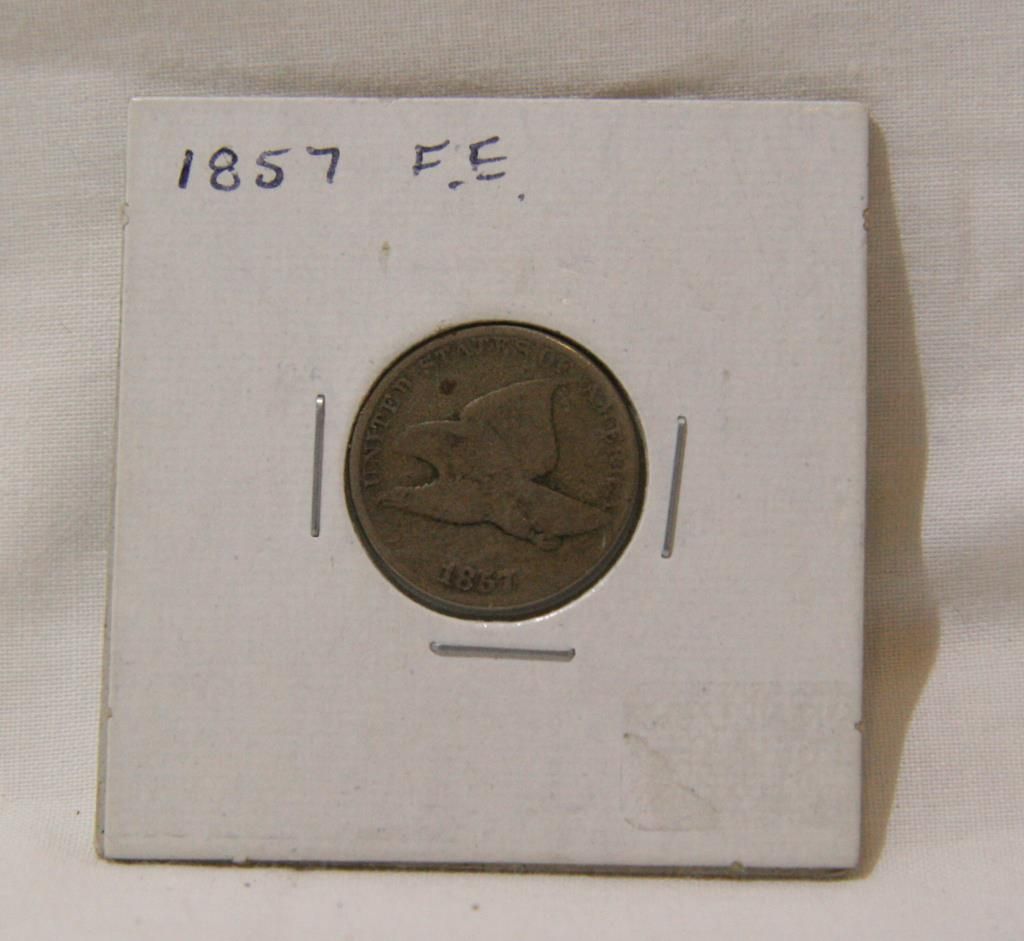 1857 F.E.
UNITED STATES OF AMERICA
1857